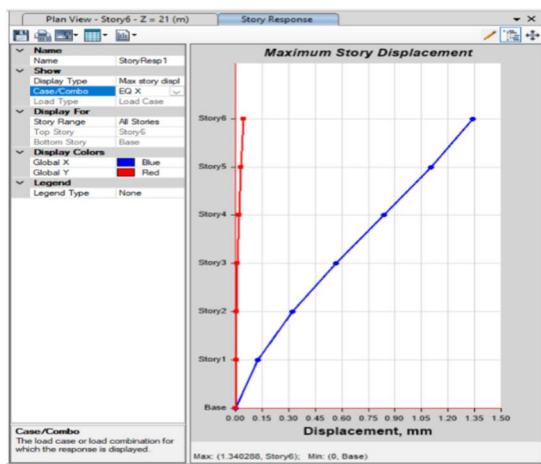 Plan View - Story6 - Z = 21 (m)
Story Response
Name
Name StoryResp1
Show
Display Type Max story displ
Case/Combo EQ X
Load Type Load Case
Display For
Story Range All Stories
Top Story Story6
Bottom Story Base
Display Colors
Global X Blue
Global Y Red
Legend
Legend Type None
Case/Combo
The load case or load combination for
which the response is displayed.
Maximum Story Displacement
Story6
Story5
Story4
Story3
Story2
Story1
Base
0.00 0.15 0.30 0.45 0.60 0.75 0.90 1.05 1.20 1.35 1.50
Displacement, mm
Max: (1.340288, Story6); Min: (0, Base)